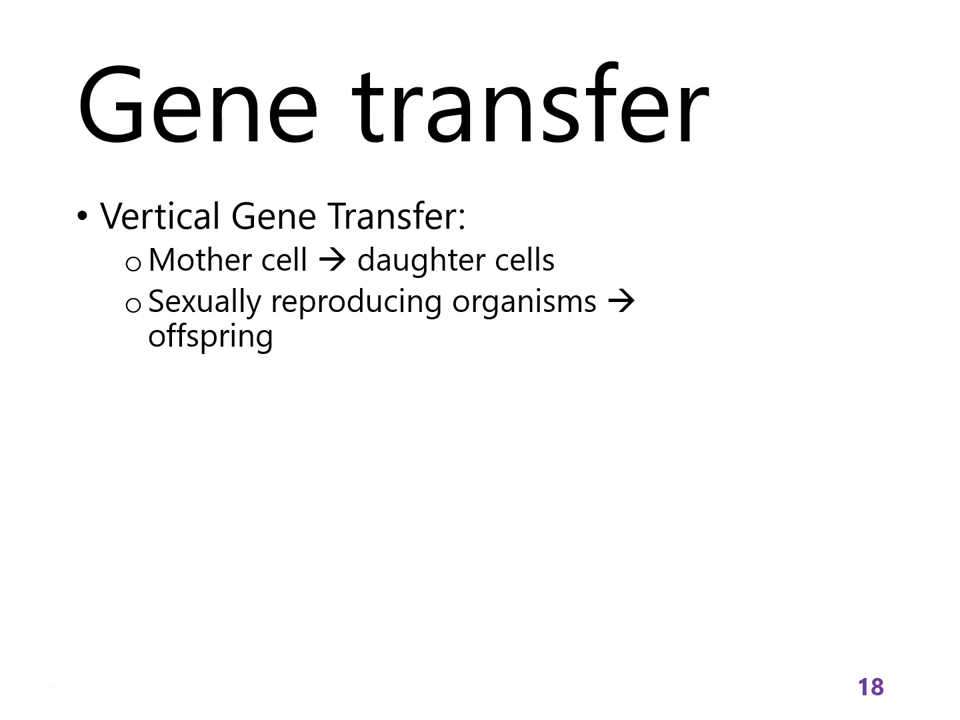 Gene transfer
• Vertical Gene Transfer:
o Mother cell → daughter cells
o Sexually reproducing organisms →
offspring
18